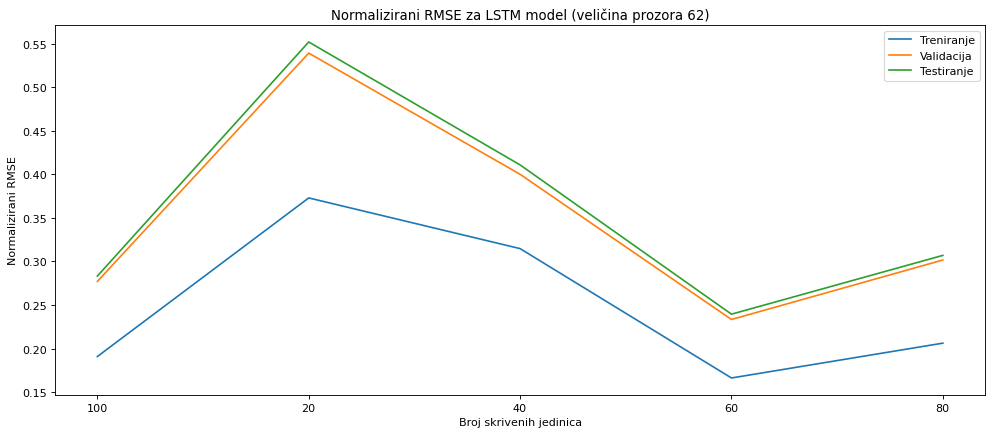 Normalizirani RMSE za LSTM model (veličina prozora 62)
Treniranje
Validacija
Testiranje
Normalizirani RMSE
0.55
0.50
0.45
0.40
0.35
0.30
0.25
0.20
0.15
100 20 40 60 80
Broj skrivenih jedinica